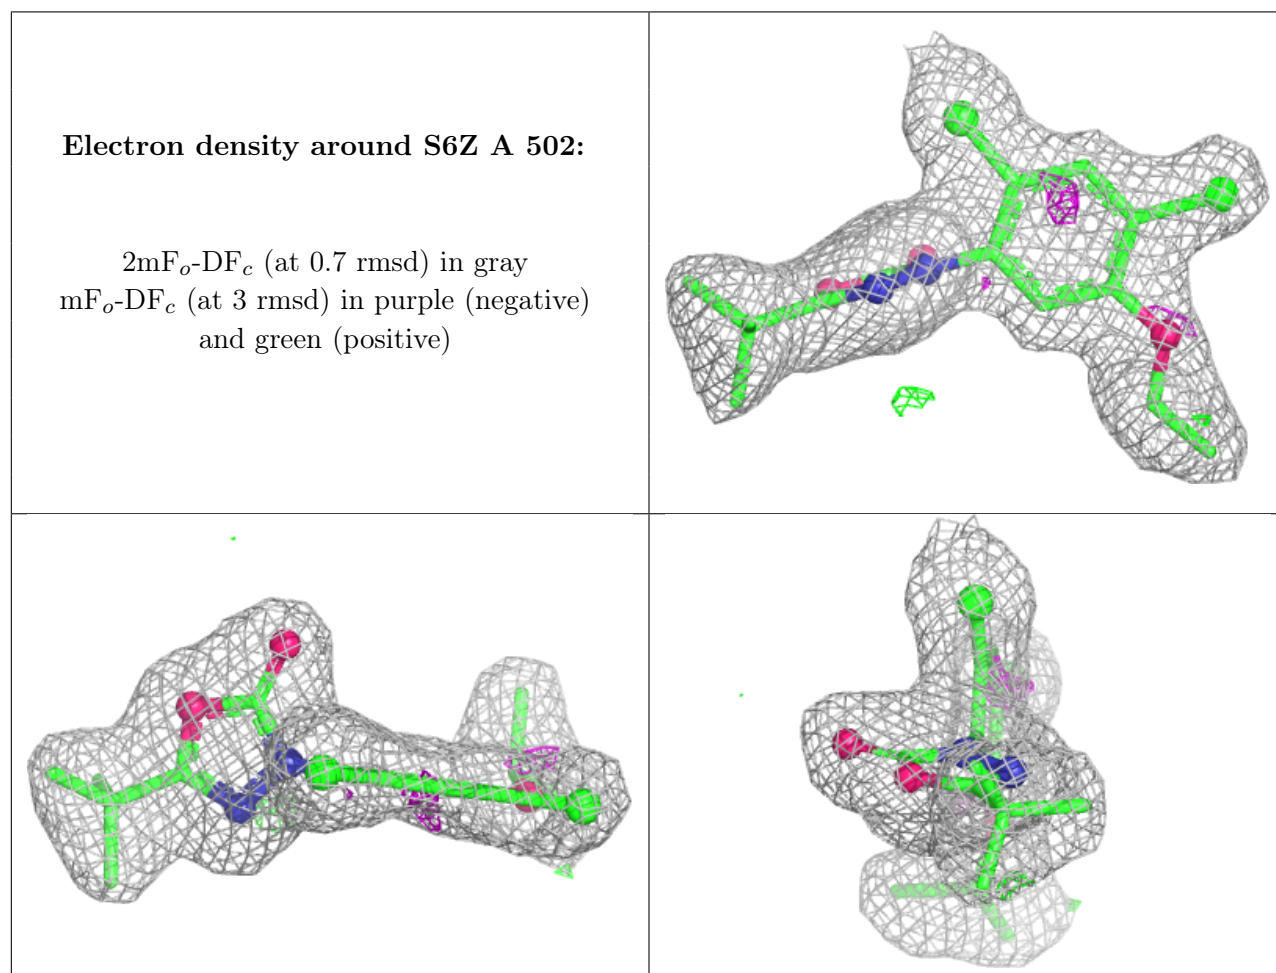 Electron density around S6Z A 502:
2mFₒ-DF𝑐 (at 0.7 rmsd) in gray
mFₒ-DF𝑐 (at 3 rmsd) in purple (negative)
and green (positive)